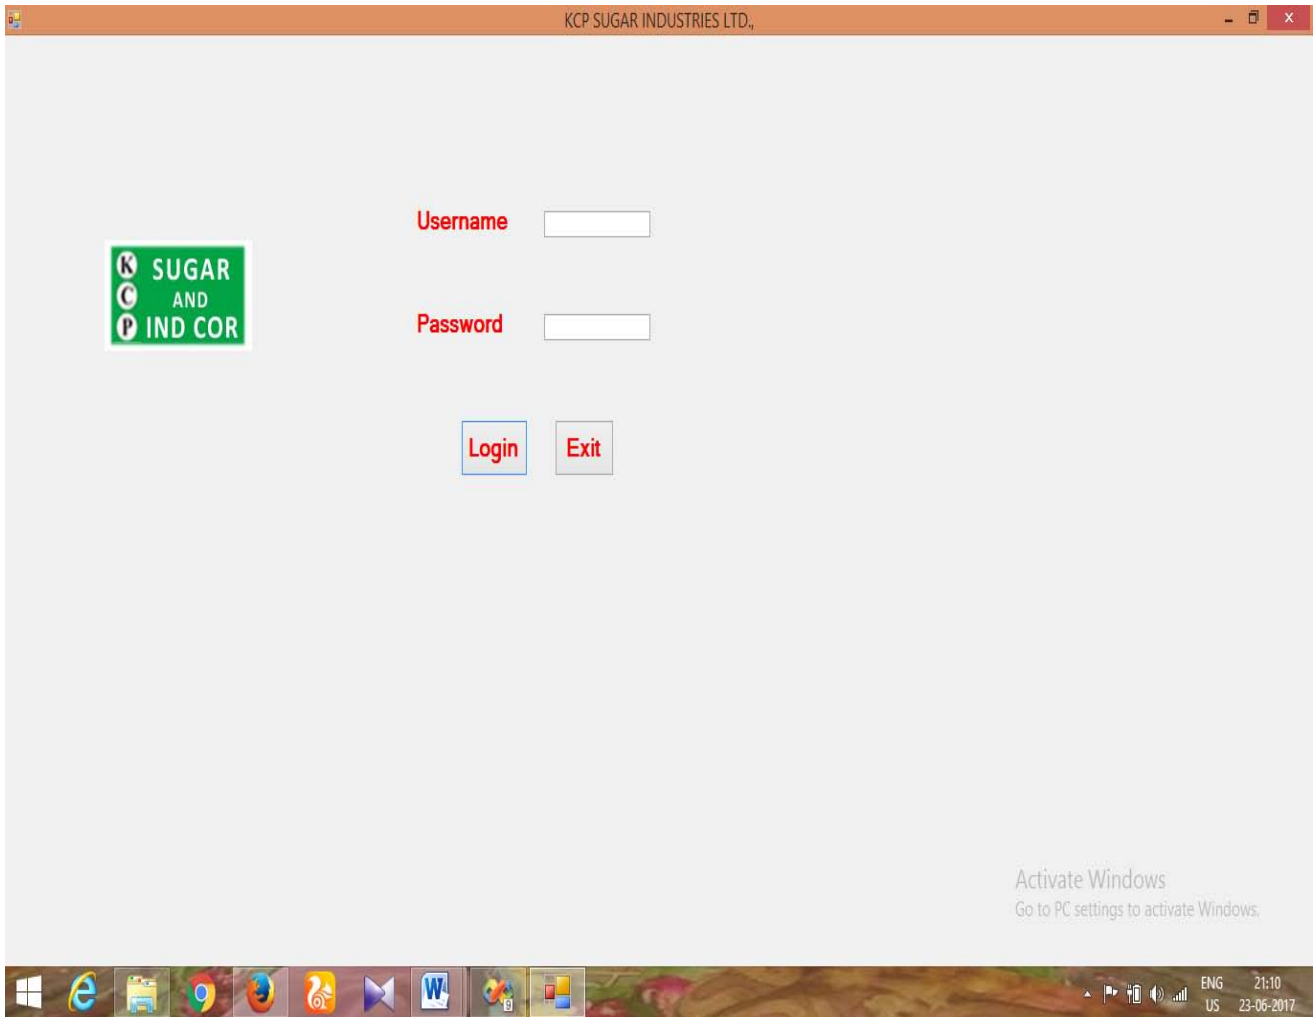 KCP SUGAR INDUSTRIES LTD.,
Username
K SUGAR
C AND
P IND COR
Password
Login Exit
Activate Windows
Go to PC settings to activate Windows.
W
9
ENG 21:10
US 23-06-2017